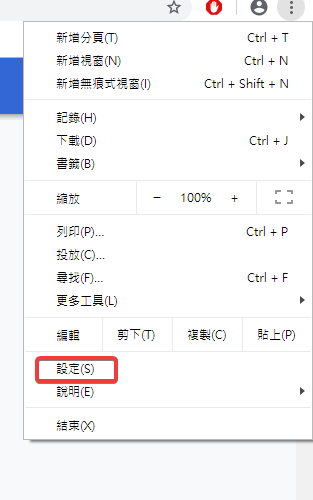 新增分頁(T) Ctrl + T
新增視窗(N) Ctrl + N
新增無痕式視窗(I) Ctrl + Shift + N
記錄(H)
下載(D) Ctrl + J
書籤(B)
縮放 − 100% +
列印(P)... Ctrl + P
投放(C)...
尋找(F)... Ctrl + F
更多工具(L)
編輯 剪下(T) 複製(C) 貼上(P)
設定(S)
說明(E)
結束(X)